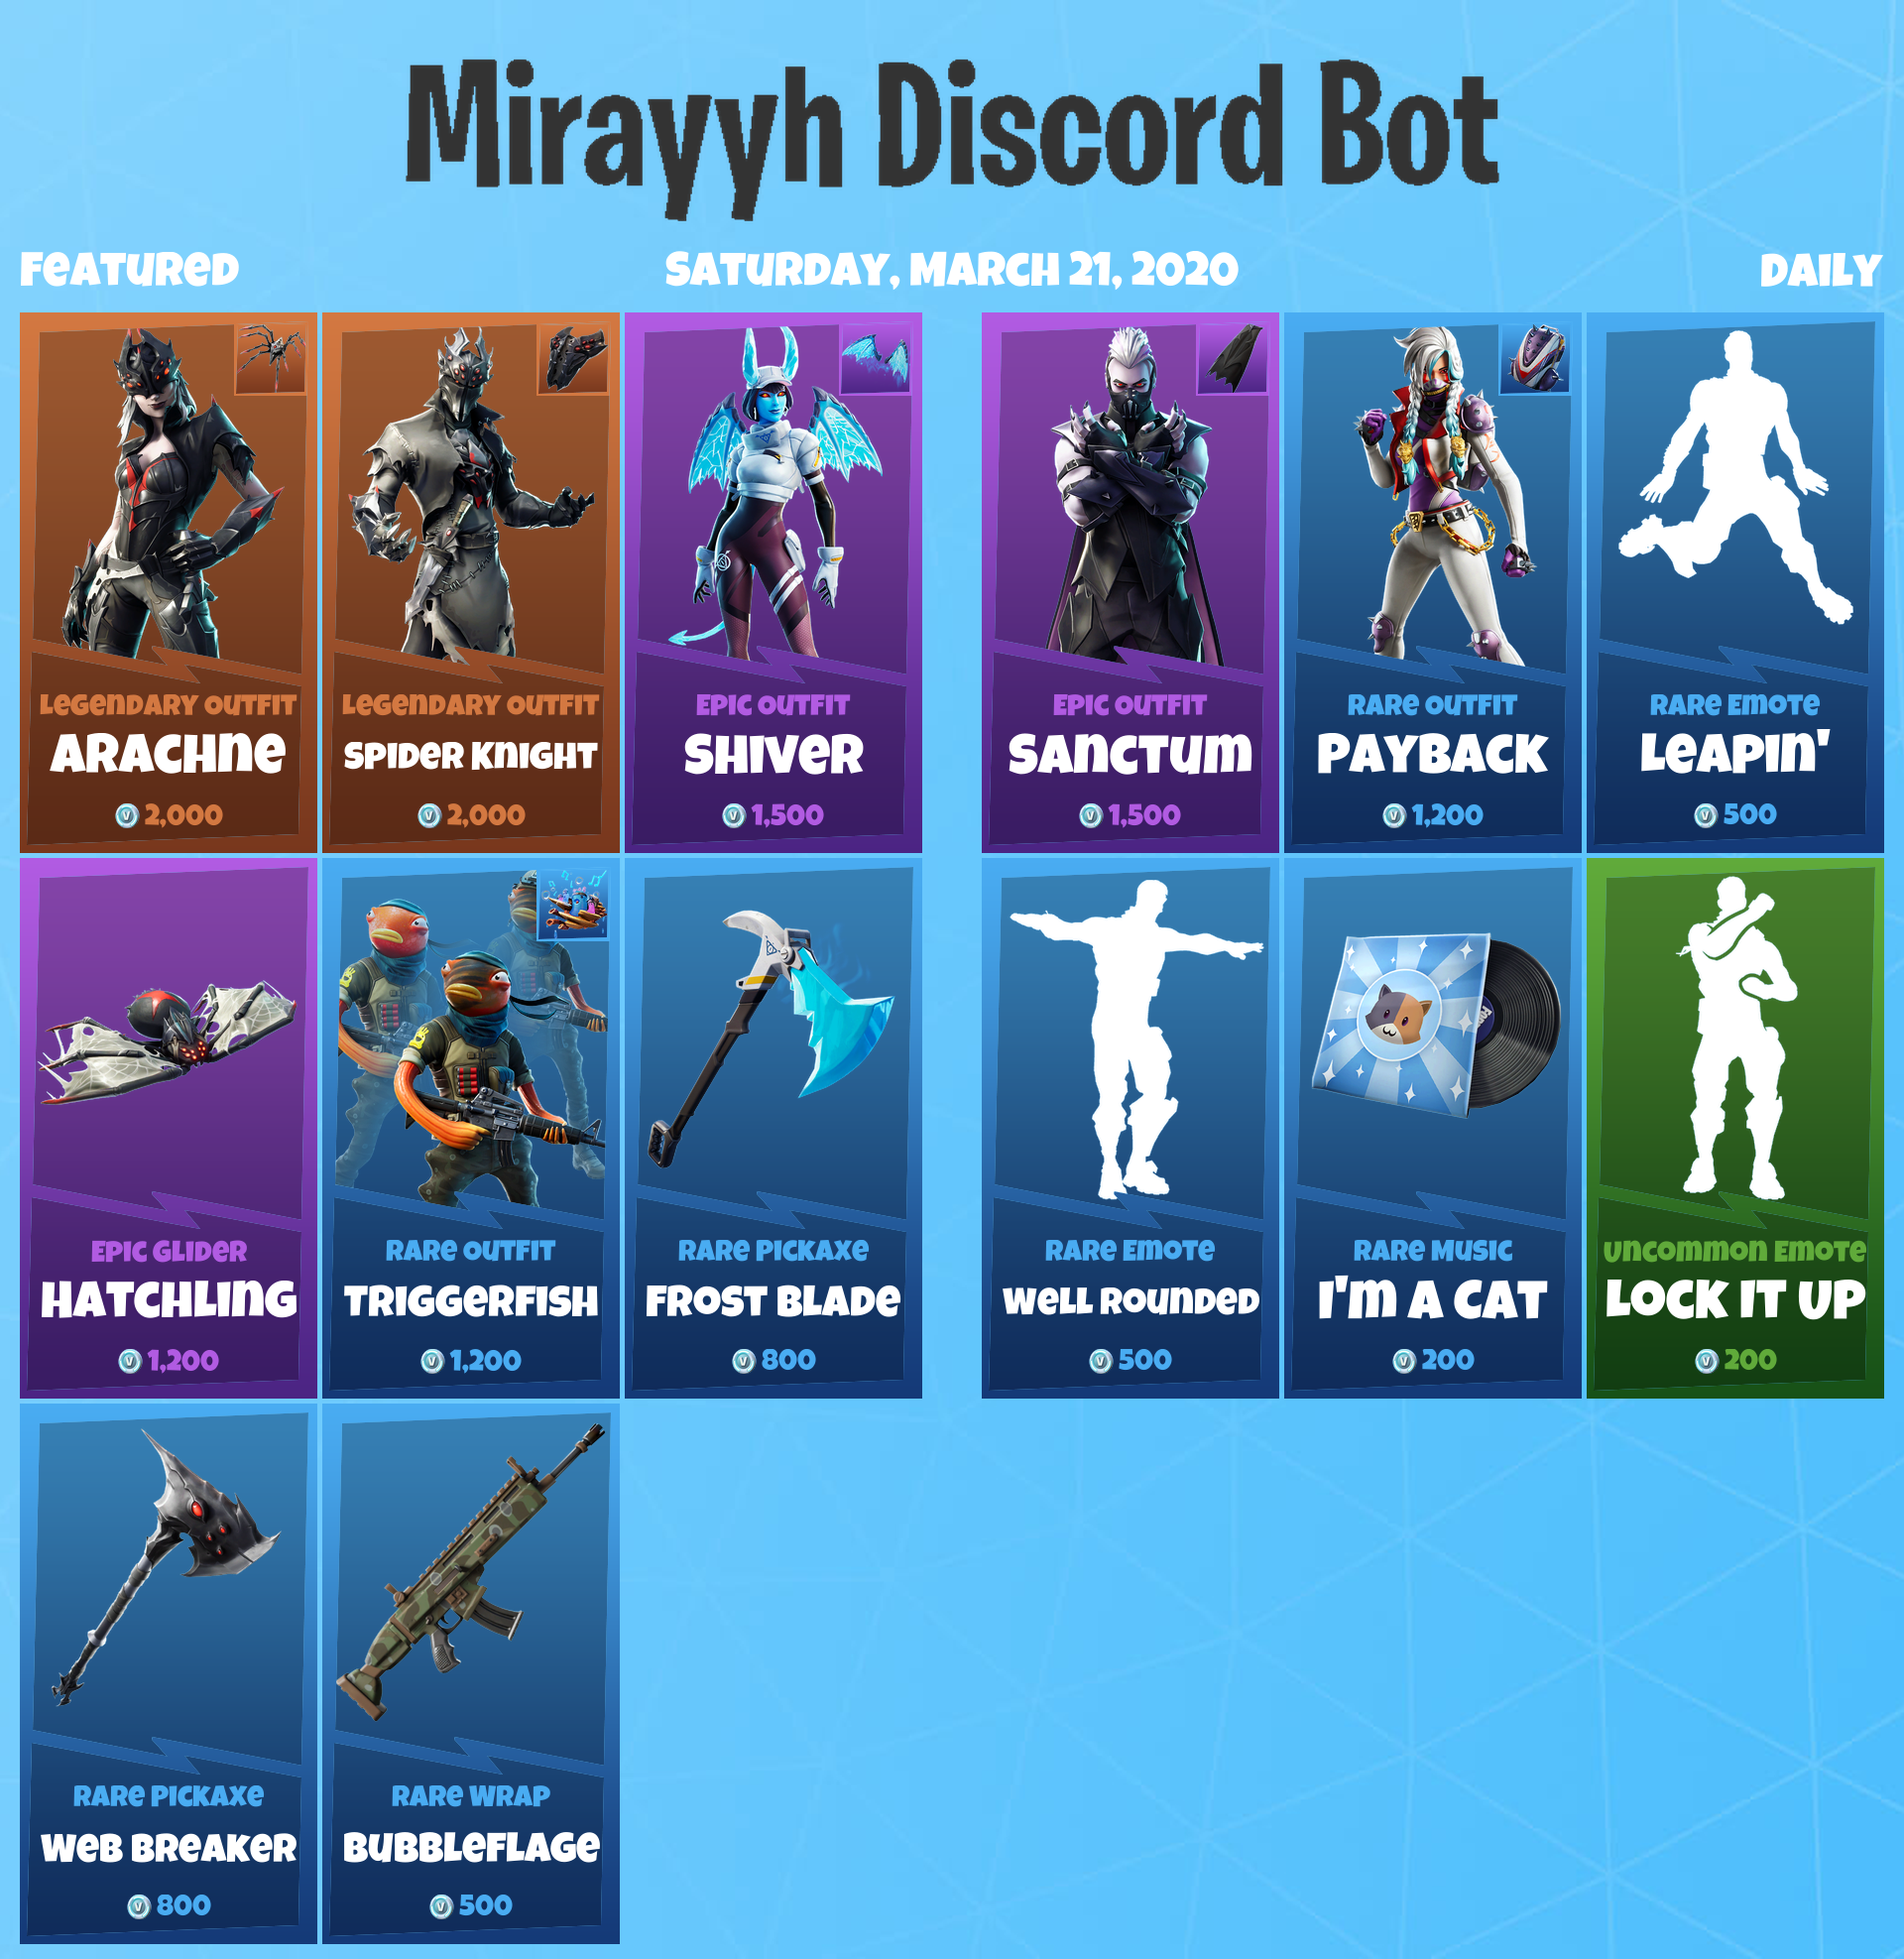 Mirayyh Discord Bot
FEATURED
SATURDAY, MARCH 21, 2020
DAILY
LEGENDARY OUTFIT
ARACHNE
2,000
LEGENDARY OUTFIT
SPIDER KNIGHT
2,000
EPIC OUTFIT
SHIVER
1,500
EPIC OUTFIT
SANCTUM
1,500
RARE OUTFIT
PAYBACK
1,200
RARE EMOTE
LEAPIN'
500
EPIC GLIDER
HATCHLING
1,200
RARE OUTFIT
TRIGGERFISH
1,200
RARE PICKAXE
FROST BLADE
800
RARE EMOTE
WELL ROUNDED
500
RARE MUSIC
I'M A CAT
200
UNCOMMON EMOTE
LOCK IT UP
200
RARE PICKAXE
WEB BREAKER
800
RARE WRAP
BUBBLEFLAGE
500